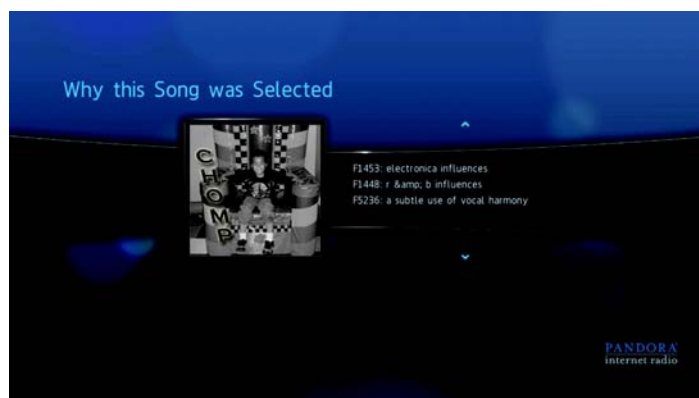 Why this Song was Selected
CHOMP
F1453: electronica influences
F1448: r &amp; b influences
F5236: a subtle use of vocal harmony
PANDORA
internet radio